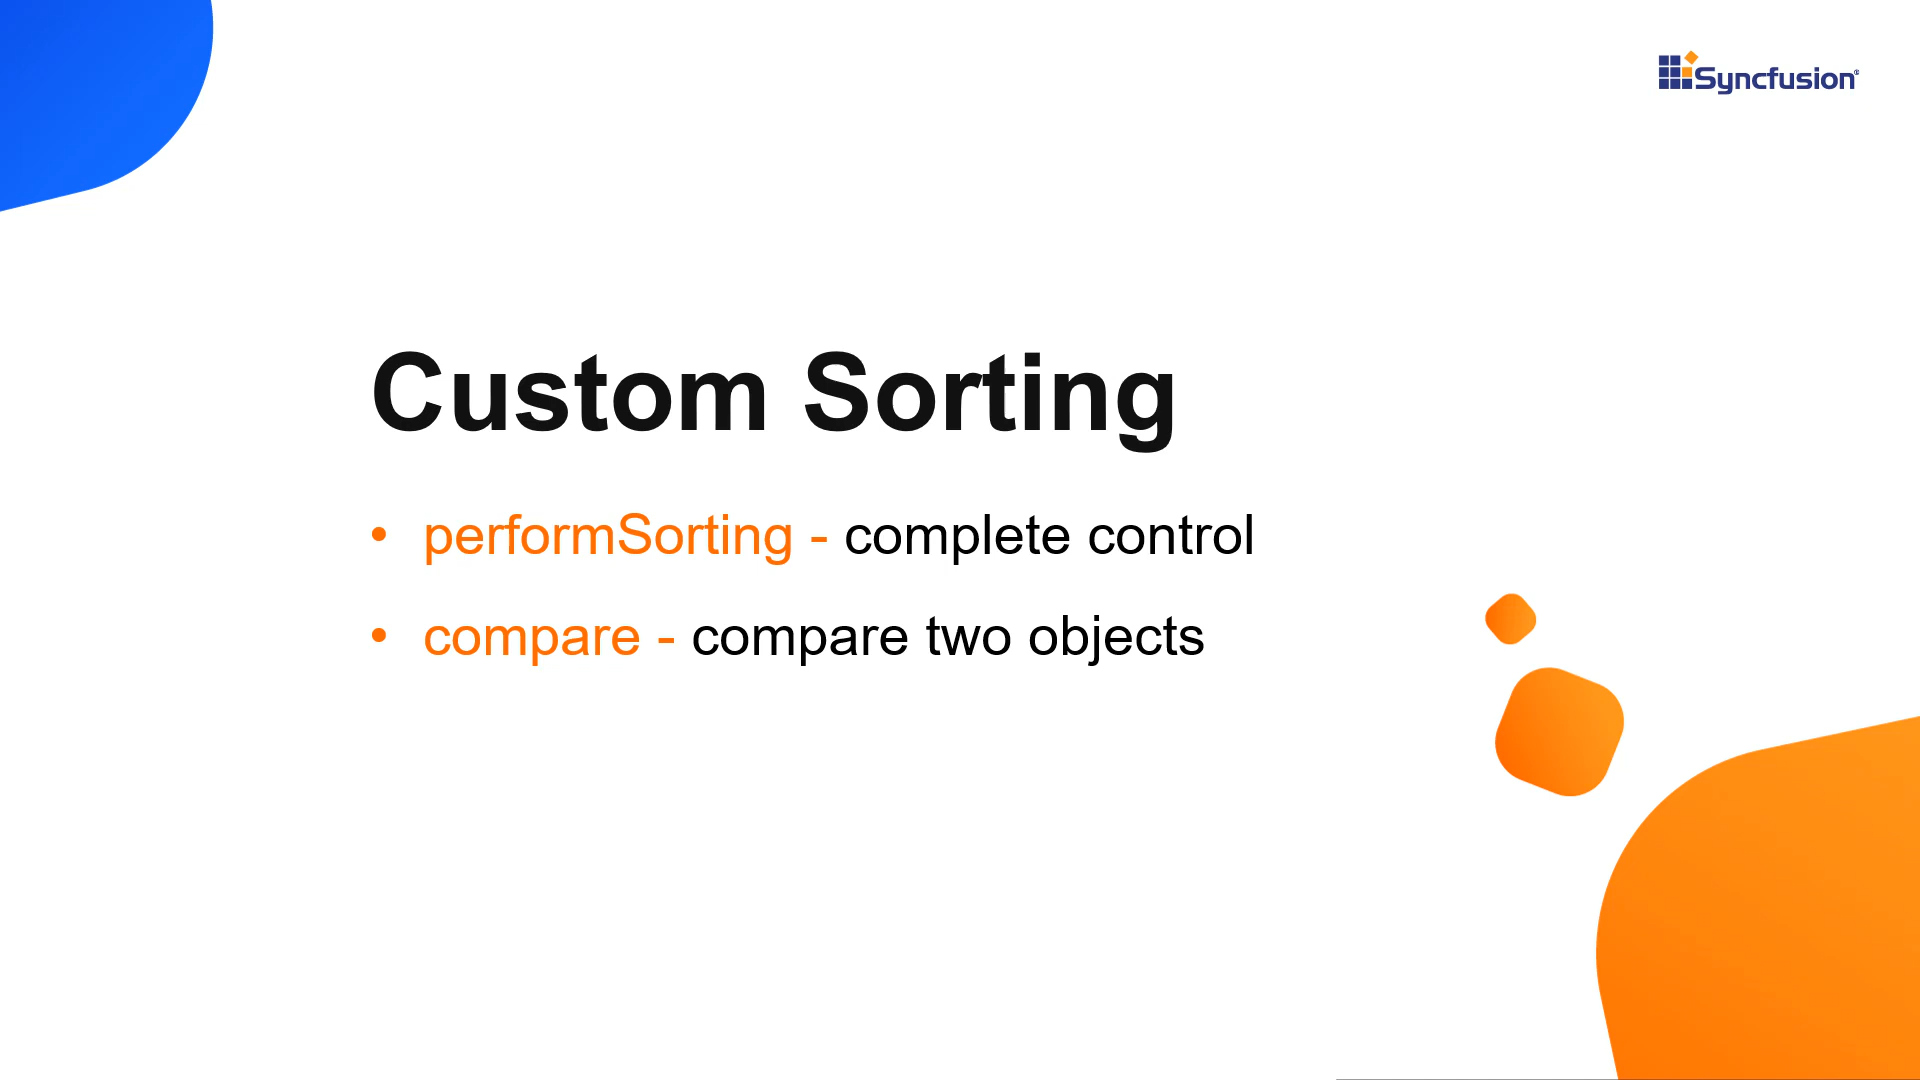 Syncfusion®
Custom Sorting
• performSorting - complete control
• compare - compare two objects